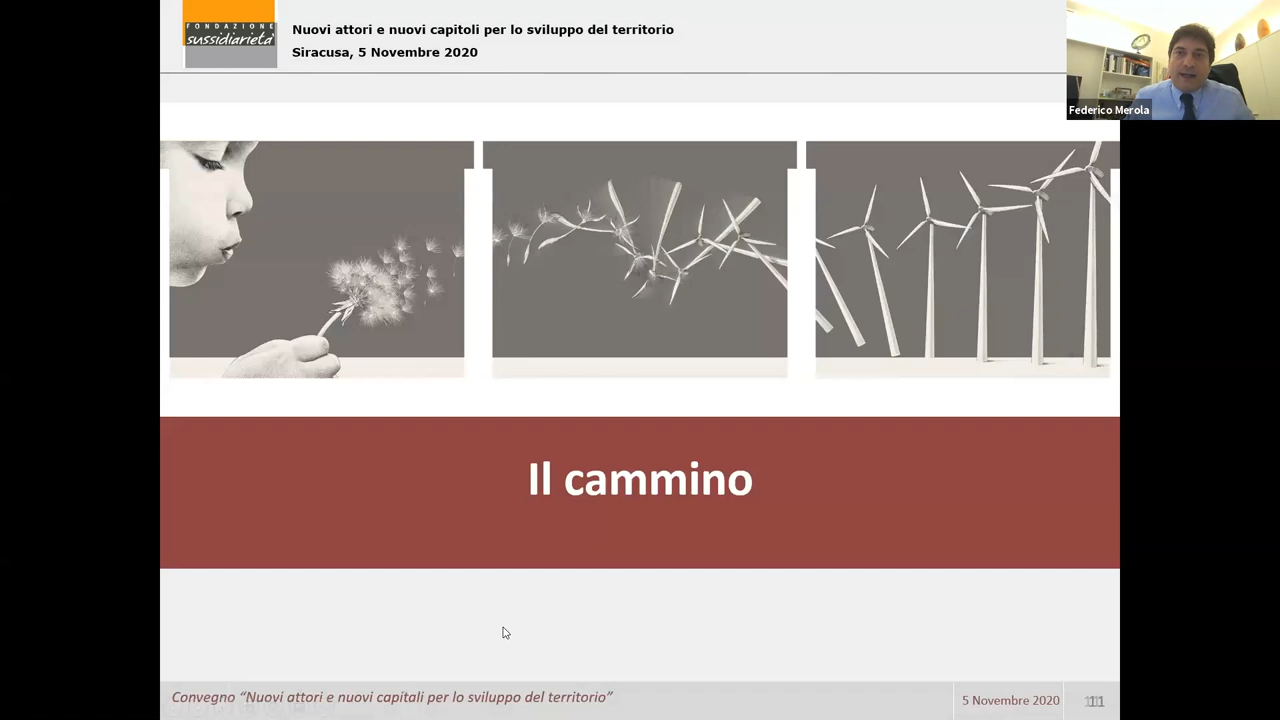 FONDAZIONE
sussidiarietà
Nuovi attori e nuovi capitoli per lo sviluppo del territorio
Siracusa, 5 Novembre 2020
Federico Merola
Il cammino
Convegno “Nuovi attori e nuovi capitali per lo sviluppo del territorio”
5 Novembre 2020
11